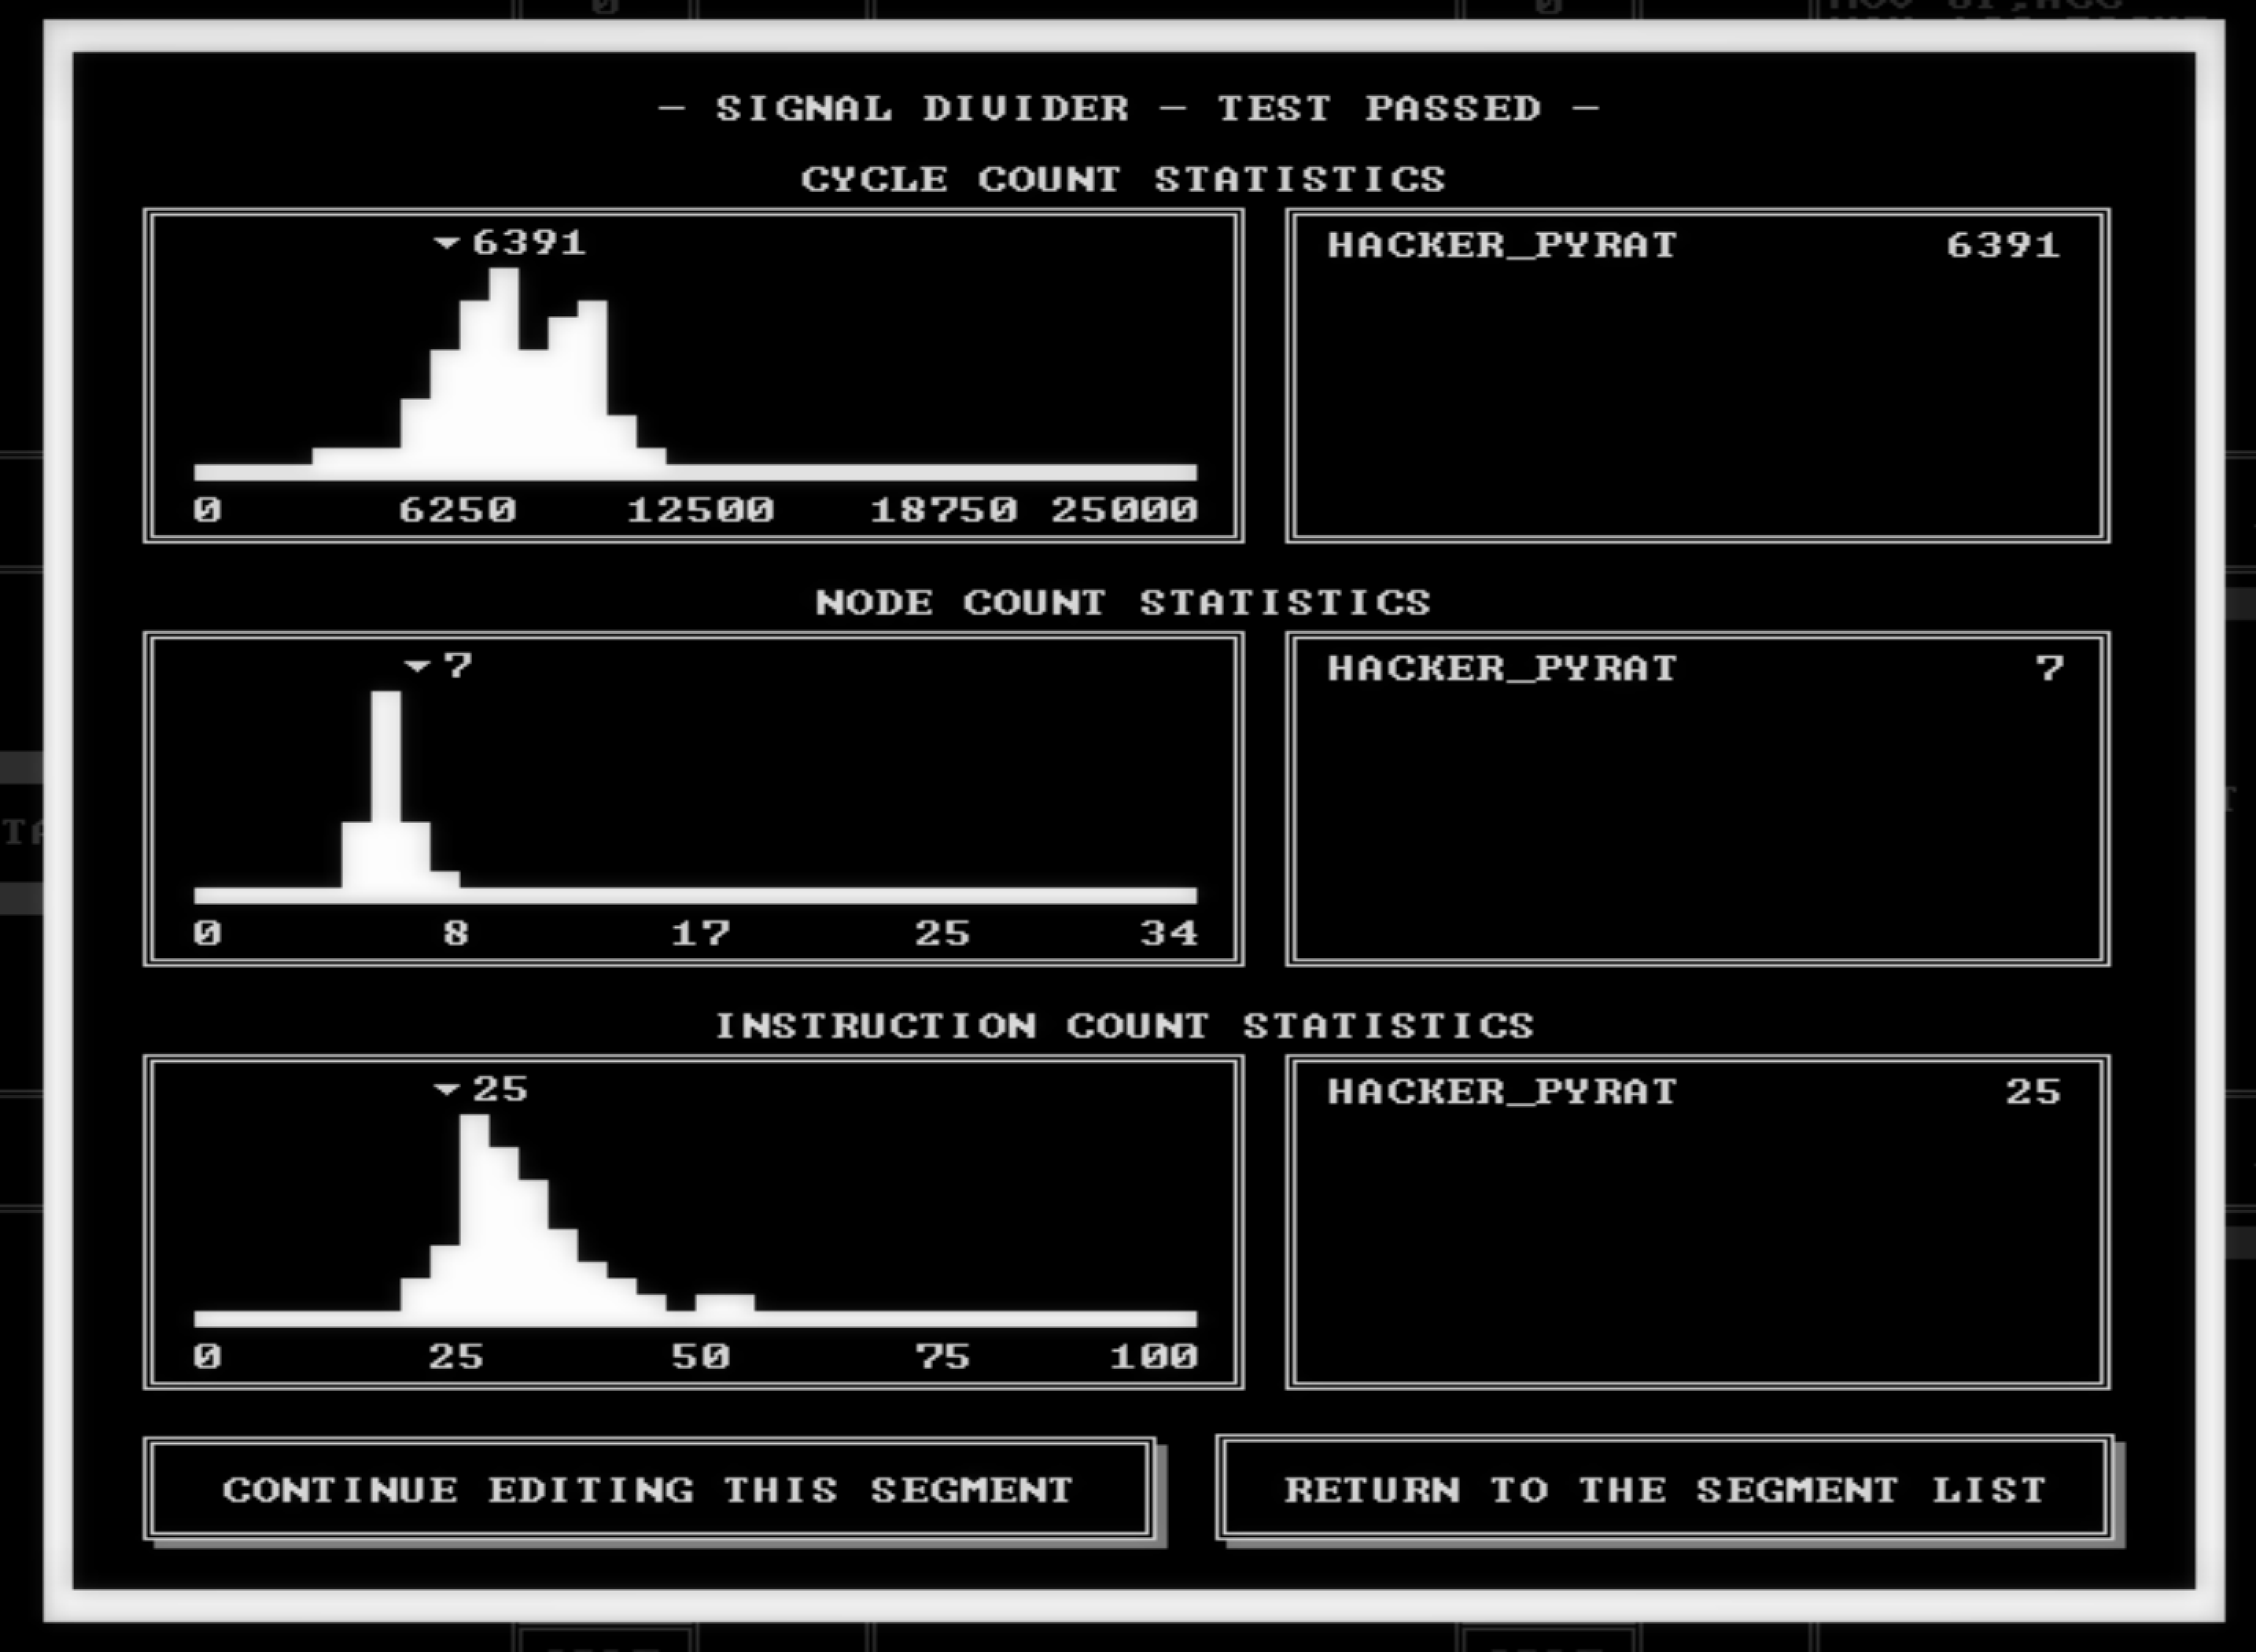 — SIGNAL DIVIDER — TEST PASSED —
CYCLE COUNT STATISTICS
6391
HACKER_PYRAT 6391
0 6250 12500 18750 25000
NODE COUNT STATISTICS
7
HACKER_PYRAT 7
0 8 17 25 34
INSTRUCTION COUNT STATISTICS
25
HACKER_PYRAT 25
0 25 50 75 100
CONTINUE EDITING THIS SEGMENT
RETURN TO THE SEGMENT LIST